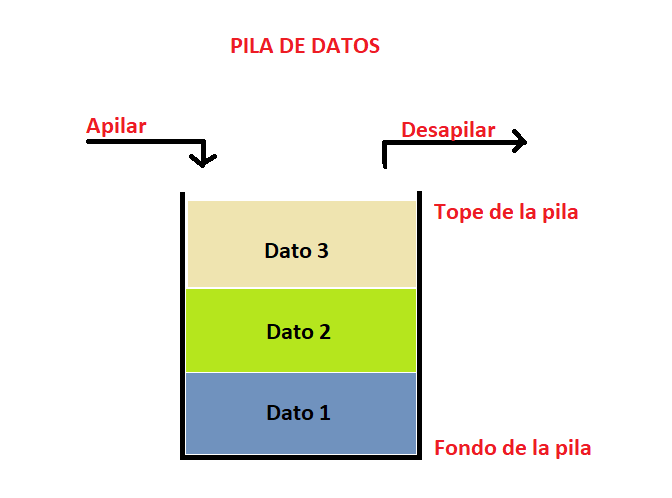 PILA DE DATOS
Apilar
Desapilar
Tope de la pila
Dato 3
Dato 2
Dato 1
Fondo de la pila